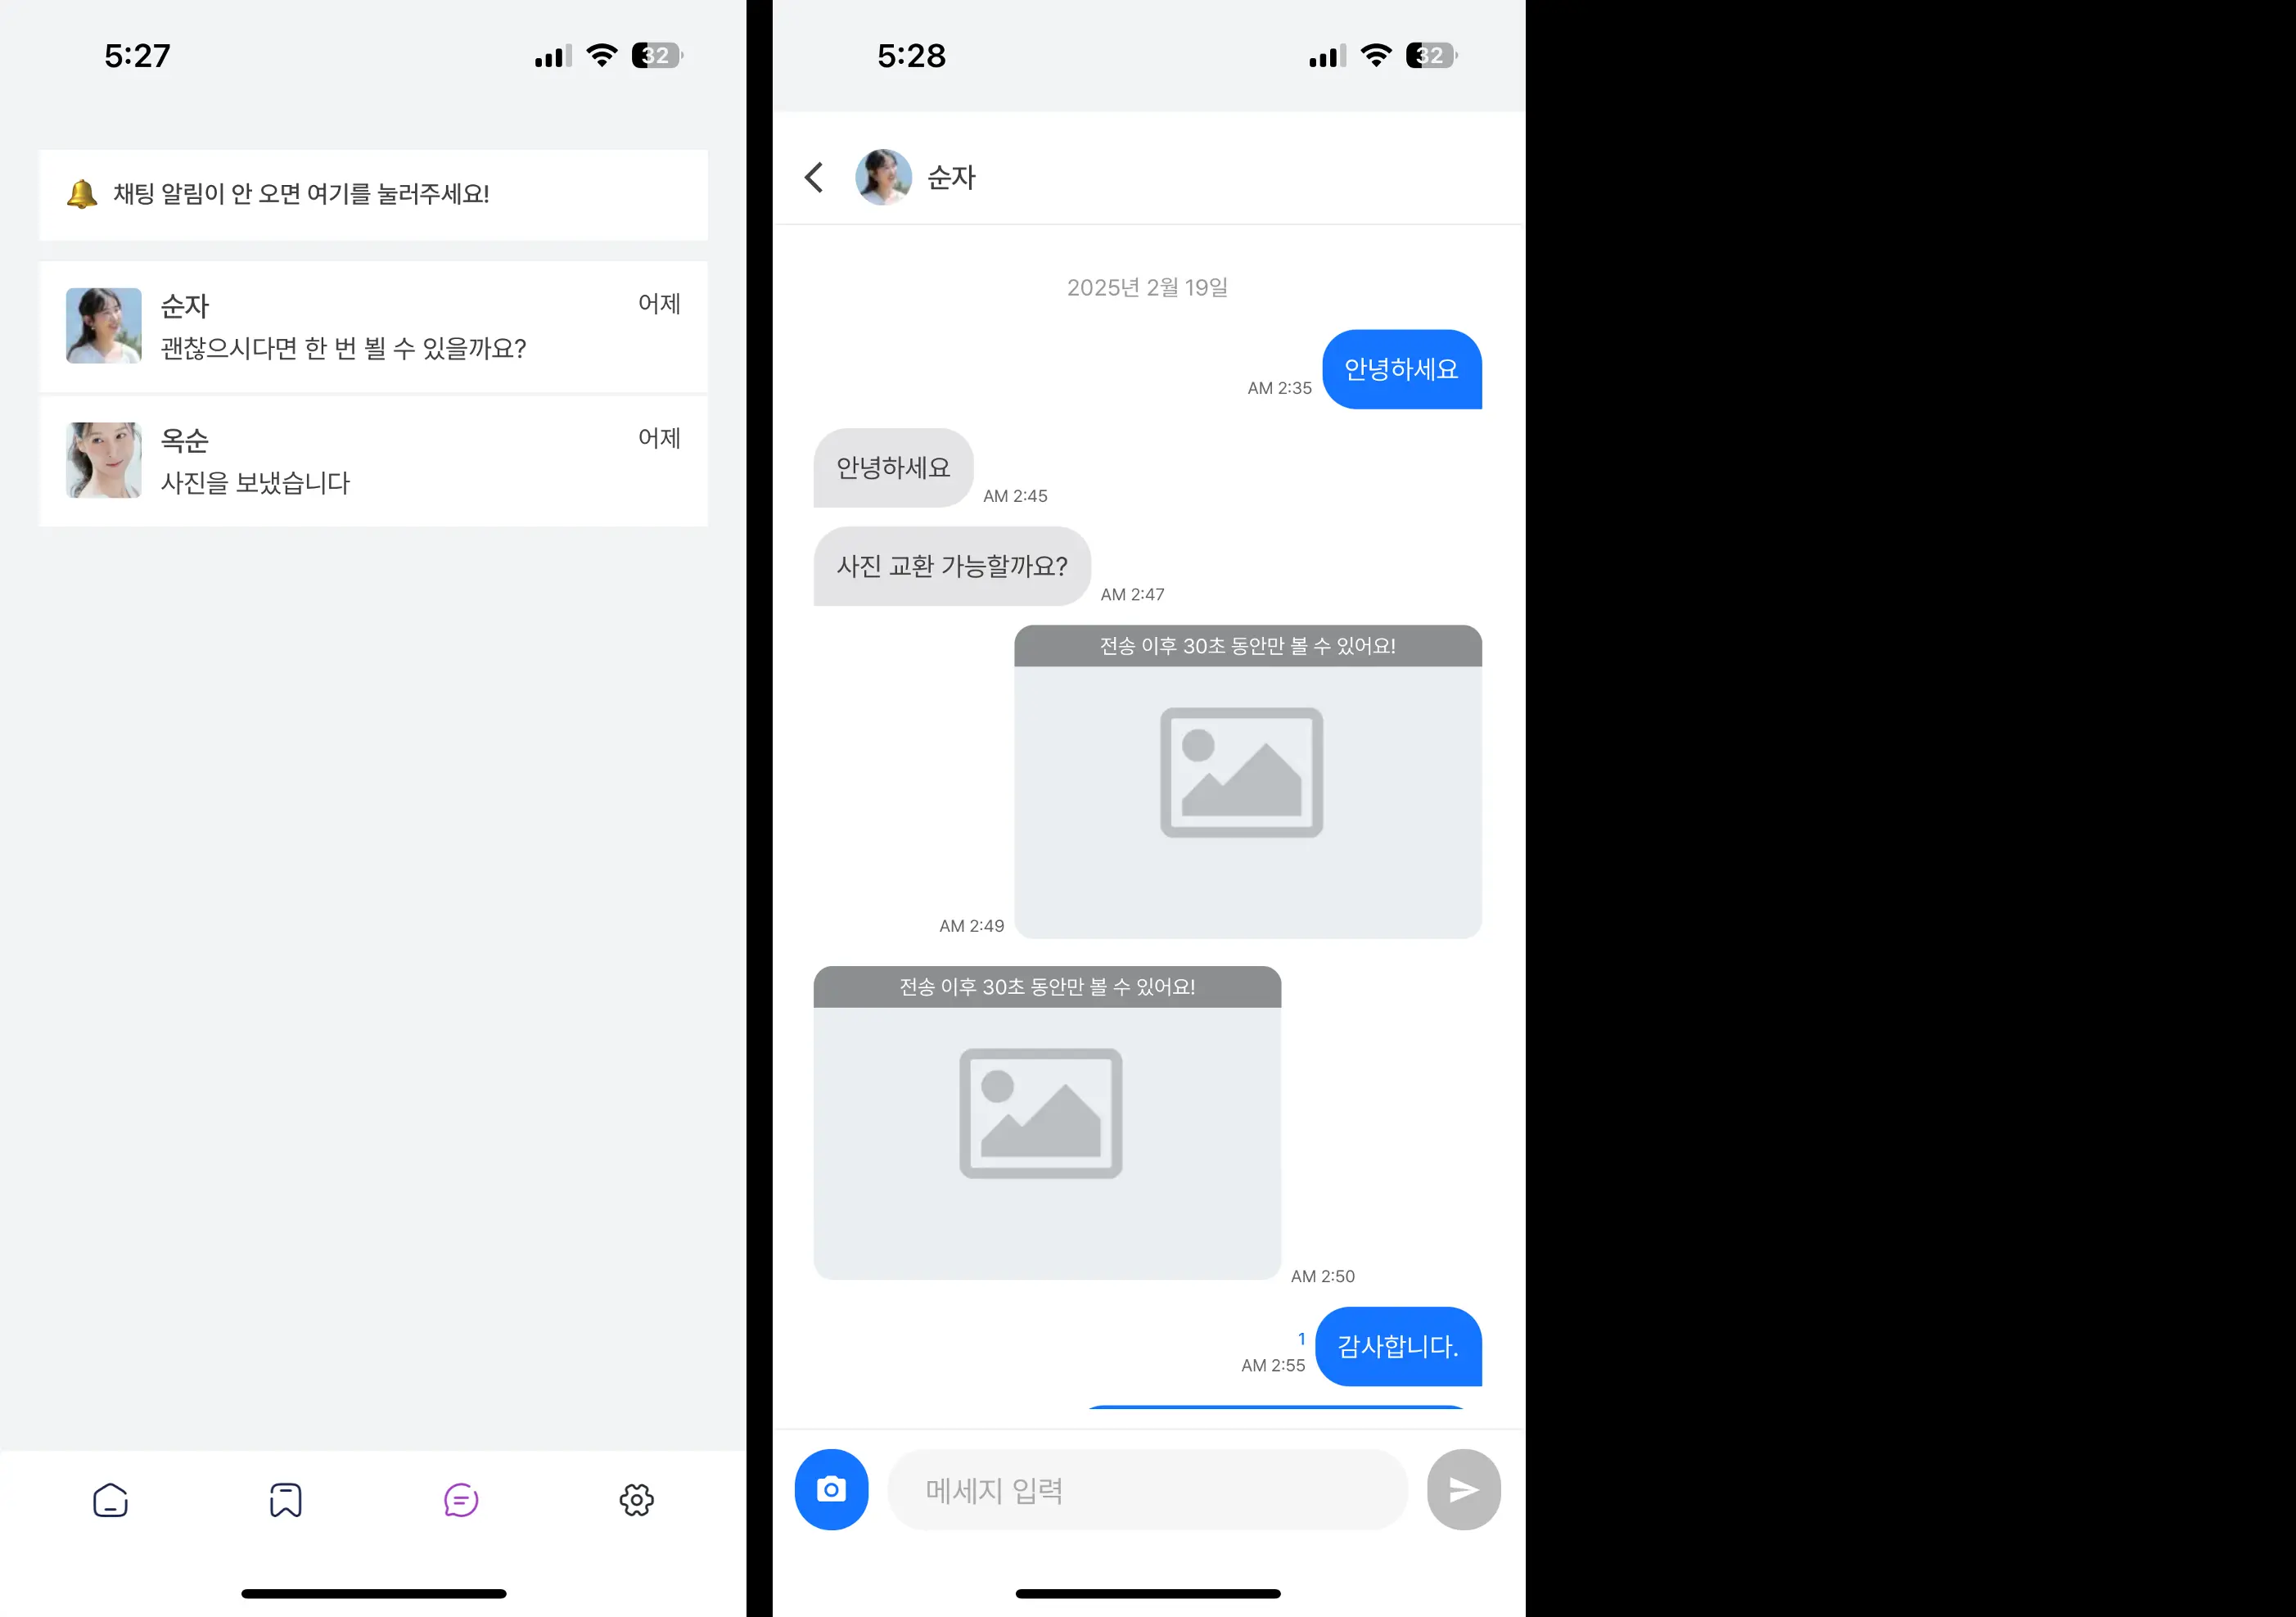 5:27
32
🔔 채팅 알림이 안 오면 여기를 눌러주세요!
순자
어제
괜찮으시다면 한 번 뵐 수 있을까요?
옥순
어제
사진을 보냈습니다
5:28
32
순자
2025년 2월 19일
안녕하세요
AM 2:35
안녕하세요
AM 2:45
사진 교환 가능할까요?
AM 2:47
전송 이후 30초 동안만 볼 수 있어요!
AM 2:49
전송 이후 30초 동안만 볼 수 있어요!
AM 2:50
1
감사합니다.
AM 2:55
메세지 입력